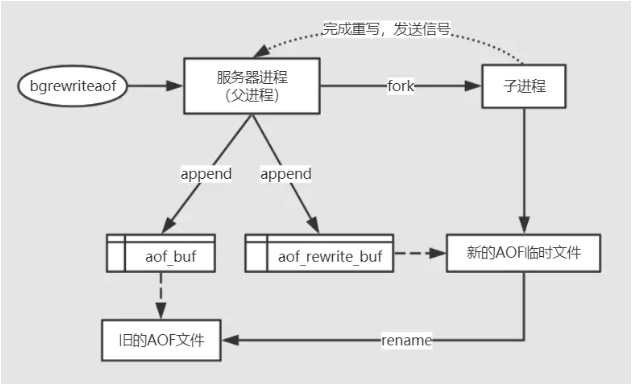 完成重写，发送信号
bgrewriteaof
服务器进程
（父进程）
fork
子进程
append
append
aof_buf
aof_rewrite_buf
新的AOF临时文件
旧的AOF文件
rename